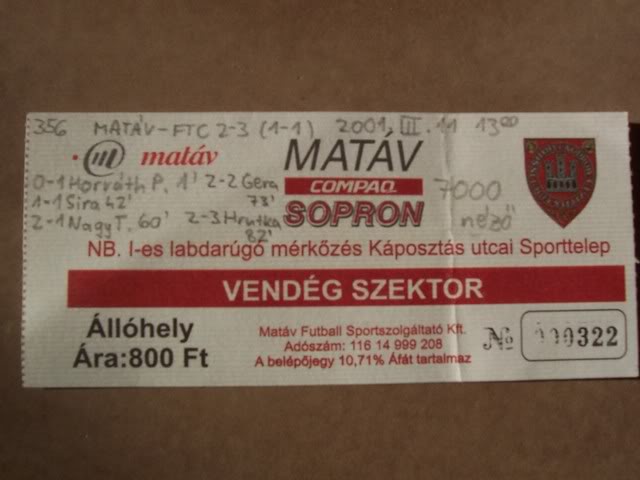 356 MATÁV-FTC 2-3 (1-1) 2001. III. 11 13⁰⁰
matáv
MATÁV
COMPAQ
SOPRON
0-1 Horváth P. 1' 2-2 Gera 73'
1-1 Sira 42'
2-1 Nagy T. 60' 2-3 Hrutka 82'
7000
néző
NB. I-es labdarúgó mérkőzés Káposztás utcai Sporttelep
VENDÉG SZEKTOR
Állóhely
Ára:800 Ft
Matáv Futball Sportszolgáltató Kft.
Adószám: 116 14 999 208
A belépőjegy 10,71% Áfát tartalmaz
№ 000322